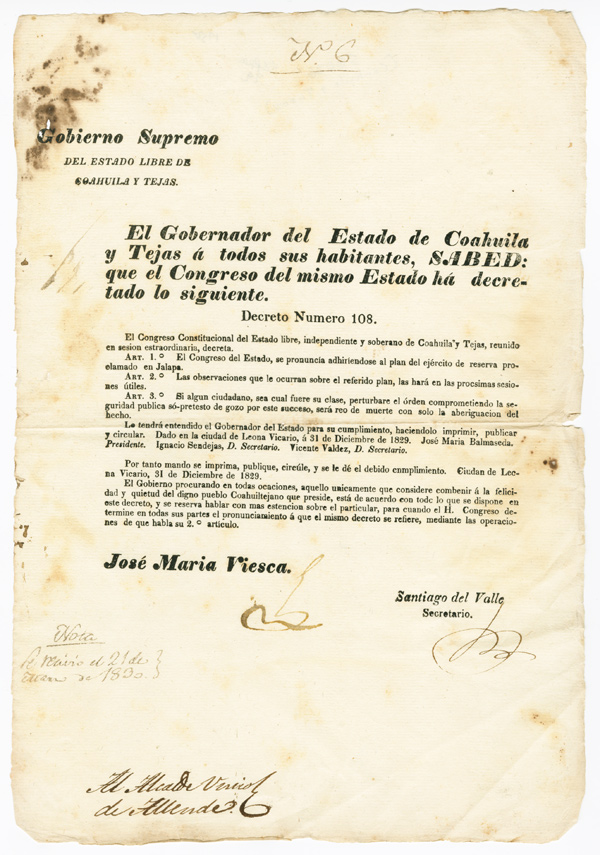 N. 6
Gobierno Supremo
DEL ESTADO LIBRE DE
COAHUILA Y TEJAS.
El Gobernador del Estado de Coahuila
y Tejas á todos sus habitantes, SABED:
que el Congreso del mismo Estado há decre-
tado lo siguiente.
Decreto Numero 108.
El Congreso Constitucional del Estado libre, independiente y soberano de Coahuila y Tejas, reunido
en sesion estraordinaria, decreta.
ART. 1.º El Congreso del Estado, se pronuncia adhiriendose al plan del ejército de reserva pro-
clamado en Jalapa.
ART. 2.º Las observaciones que le ocurran sobre el referido plan, las hará en las procsimas sesio-
nes útiles.
ART. 3.º Si algun ciudadano, sea cual fuere su clase, perturbare el órden comprometiendo la se-
guridad publica só-pretesto de gozo por este succeso, será reo de muerte con solo la aberiguacion del
hecho.
Lo tendrá entendido el Gobernador del Estado para su cumplimiento, haciendolo imprimir, publicar
y circular. Dado en la ciudad de Leona Vicario, á 31 de Diciembre de 1829. José Maria Balmaseda.
Presidente. Ignacio Sendejas, D. Secretario. Vicente Valdez, D. Secretario.
Por tanto mando se imprima, publique, circúle, y se le dé el debido cumplimiento. Ciudan de Leo-
na Vicario, 31 de Diciembre de 1829.
El Gobierno procurando en todas ocaciones, aquello unicamente que considere combenir á la felici-
dad y quietud del digno pueblo Coahuiltejano que preside, está de acuerdo con todc lo que se dispone en
este decreto, y se reserva hablar con mas estencion sobre el particular, para cuando el H. Congreso de-
termine en todas sus partes el pronunciamiento á que el mismo decreto se refiere, mediante las operacio-
nes de que habla su 2.º articulo.
José Maria Viesca.
Santiago del Valle
Secretario.
Nota
Se recivio el 21 de
enero de 1830.
Al Alcalde
de Allende.